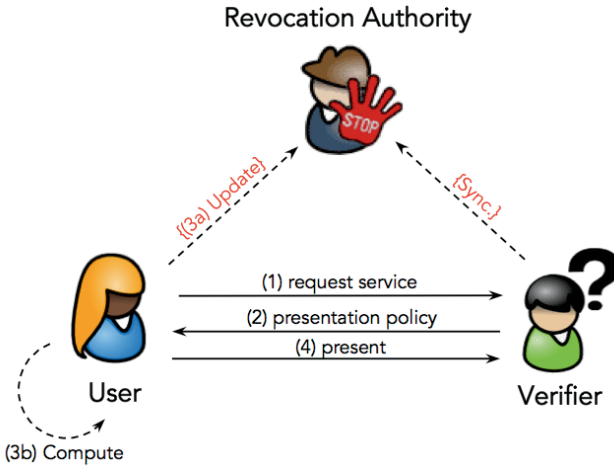 Revocation Authority
STOP
{(3a) Update}
{Sync.}
(1) request service
?
(2) presentation policy
(4) present
User
Verifier
(3b) Compute